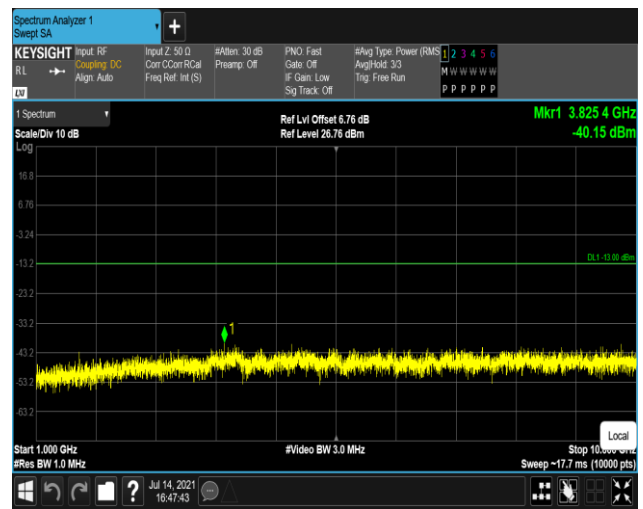 Spectrum Analyzer 1
Swept SA
+
KEYSIGHT
RL
LXI
Input: RF
Coupling: DC
Align: Auto
Input Z: 50 Ω
Corr CCorr RCal
Freq Ref: Int (S)
#Atten: 30 dB
Preamp: Off
PNO: Fast
Gate: Off
IF Gain: Low
Sig Track: Off
#Avg Type: Power (RMS
Avg|Hold: 3/3
Trig: Free Run
1 2 3 4 5 6
M W W W W W
P P P P P P
1 Spectrum
Scale/Div 10 dB
Log
Ref Lvl Offset 6.76 dB
Ref Level 26.76 dBm
Mkr1 3.825 4 GHz
-40.15 dBm
16.8
6.76
-3.24
-13.2
DL1 -13.00 dBm
-23.2
-33.2
1
-43.2
-53.2
-63.2
Local
Start 1.000 GHz
#Res BW 1.0 MHz
#Video BW 3.0 MHz
Stop 10.000 GHz
Sweep ~17.7 ms (10000 pts)
?
Jul 14, 2021
16:47:43